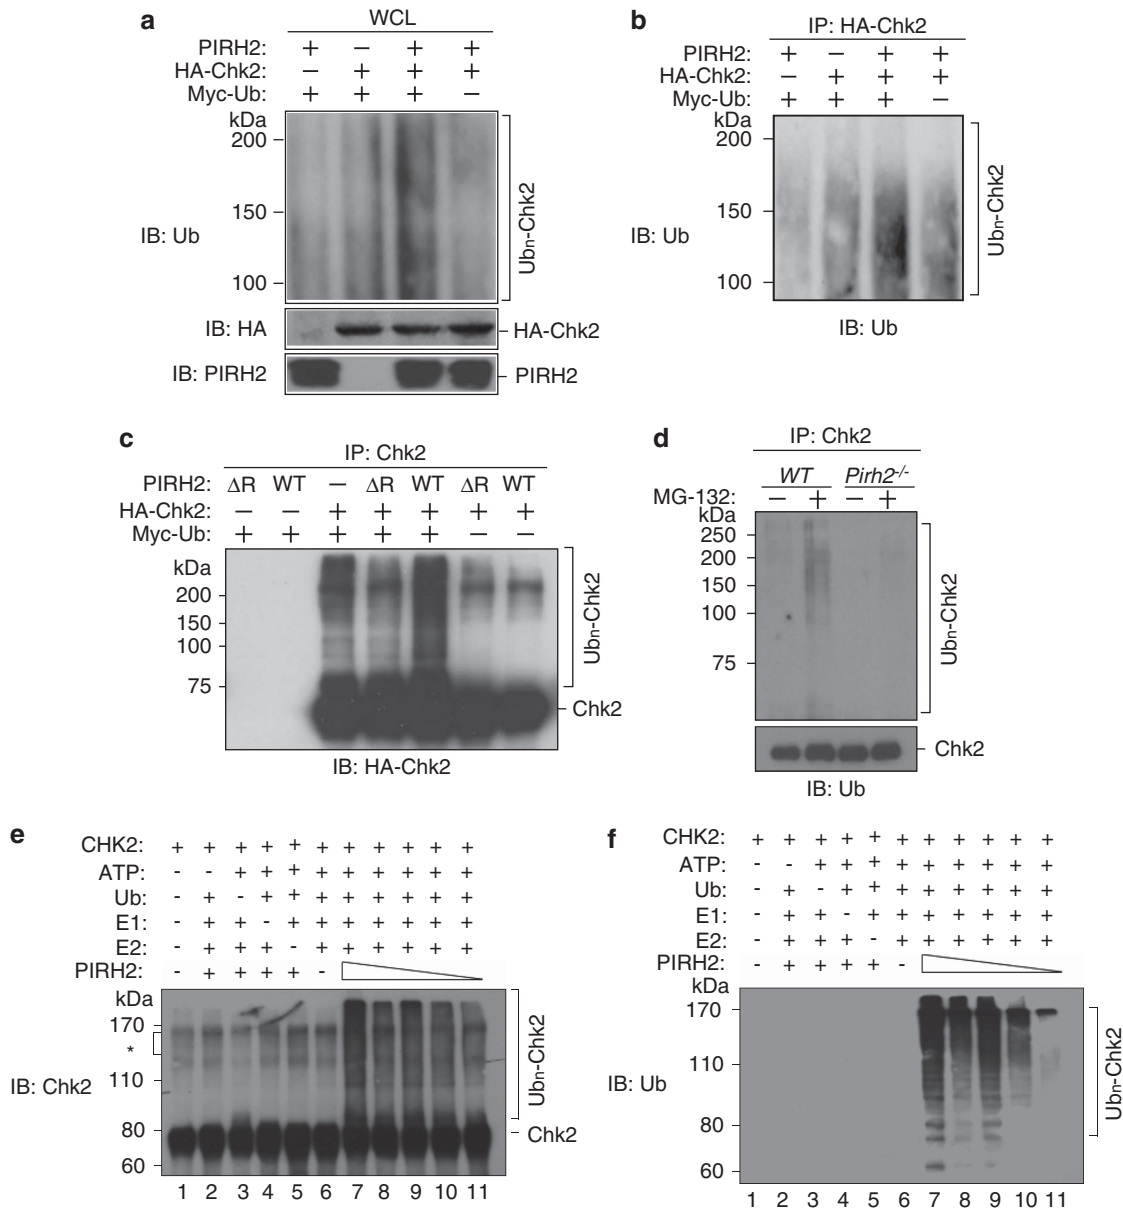 a
WCL
PIRH2: + − + +
HA-Chk2: − + + +
Myc-Ub: + + + −
kDa
200
150
100
IB: Ub
Ubn-Chk2
IB: HA
HA-Chk2
IB: PIRH2
PIRH2
b
IP: HA-Chk2
PIRH2: + − + +
HA-Chk2: − + + +
Myc-Ub: + + + −
kDa
200
150
100
IB: Ub
Ubn-Chk2
IB: Ub
c
IP: Chk2
PIRH2: ΔR WT − ΔR WT ΔR WT
HA-Chk2: − − + + + + +
Myc-Ub: + + + + + − −
kDa
200
150
100
75
Ubn-Chk2
Chk2
IB: HA-Chk2
d
IP: Chk2
WT Pirh2-/-
MG-132: − + − +
kDa
250
200
150
100
75
Ubn-Chk2
Chk2
IB: Ub
e
CHK2: + + + + + + + + + + +
ATP: - - + + + + + + + + +
Ub: - + - + + + + + + + +
E1: - + + - + + + + + + +
E2: - + + + - + + + + + +
PIRH2: - + + + + -
kDa
170
*
110
80
60
IB: Chk2
Ubn-Chk2
Chk2
1 2 3 4 5 6 7 8 9 10 11
f
CHK2: + + + + + + + + + + +
ATP: - - + + + + + + + + +
Ub: - + - + + + + + + + +
E1: - + + - + + + + + + +
E2: - + + + - + + + + + +
PIRH2: - + + + + -
kDa
170
110
80
60
IB: Ub
Ubn-Chk2
1 2 3 4 5 6 7 8 9 10 11